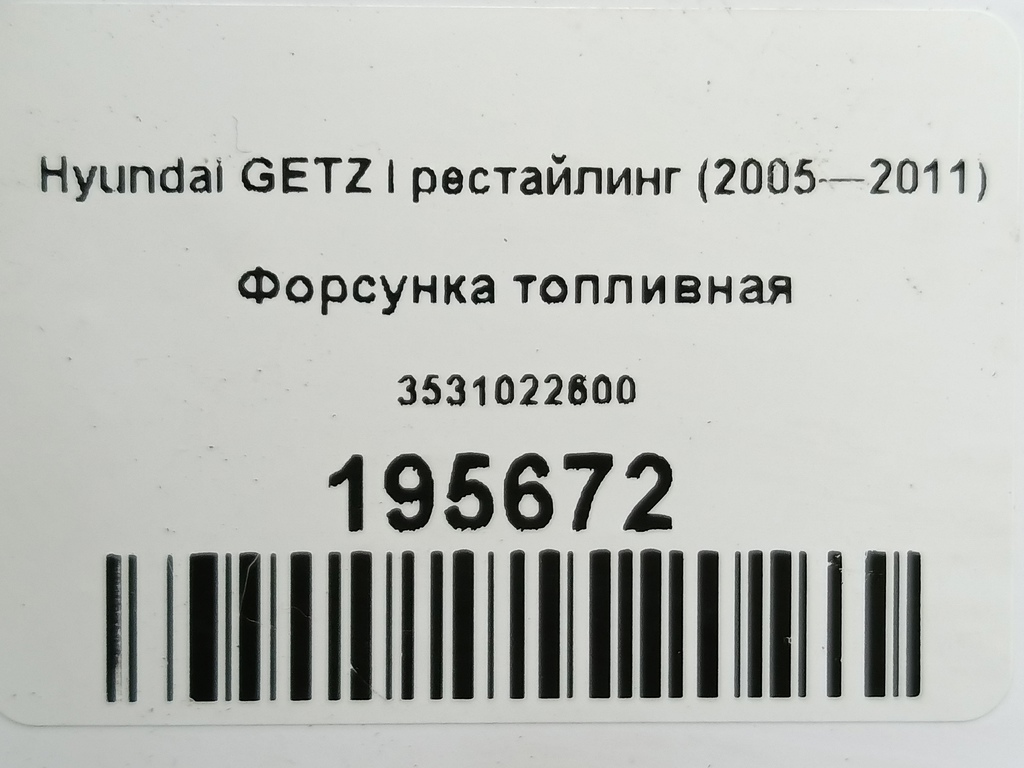 Hyundai GETZ I рестайлинг (2005—2011)
Форсунка топливная
3531022600
195672